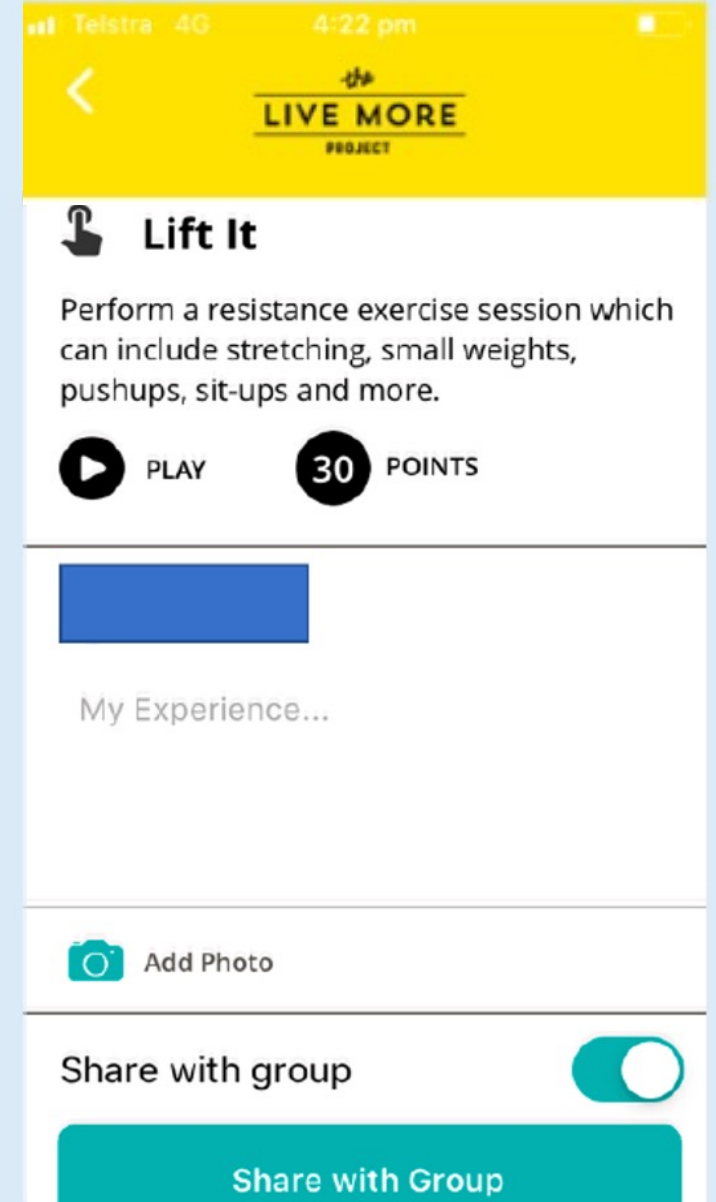 Telstra 4G 4:22 pm
the
LIVE MORE
PROJECT
Lift It
Perform a resistance exercise session which
can include stretching, small weights,
pushups, sit-ups and more.
PLAY 30 POINTS
My Experience...
Add Photo
Share with group
Share with Group